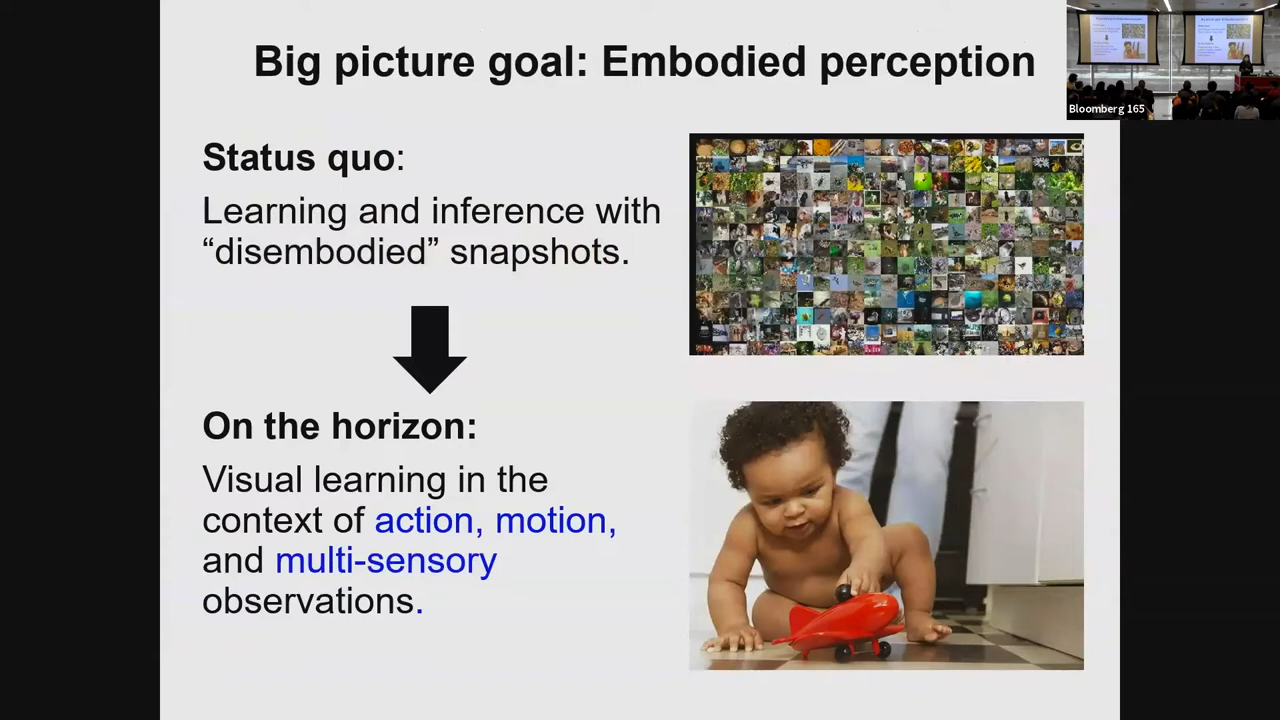 Big picture goal: Embodied perception
Bloomberg 165
Status quo:
Learning and inference with
“disembodied” snapshots.
On the horizon:
Visual learning in the
context of action, motion,
and multi-sensory
observations.